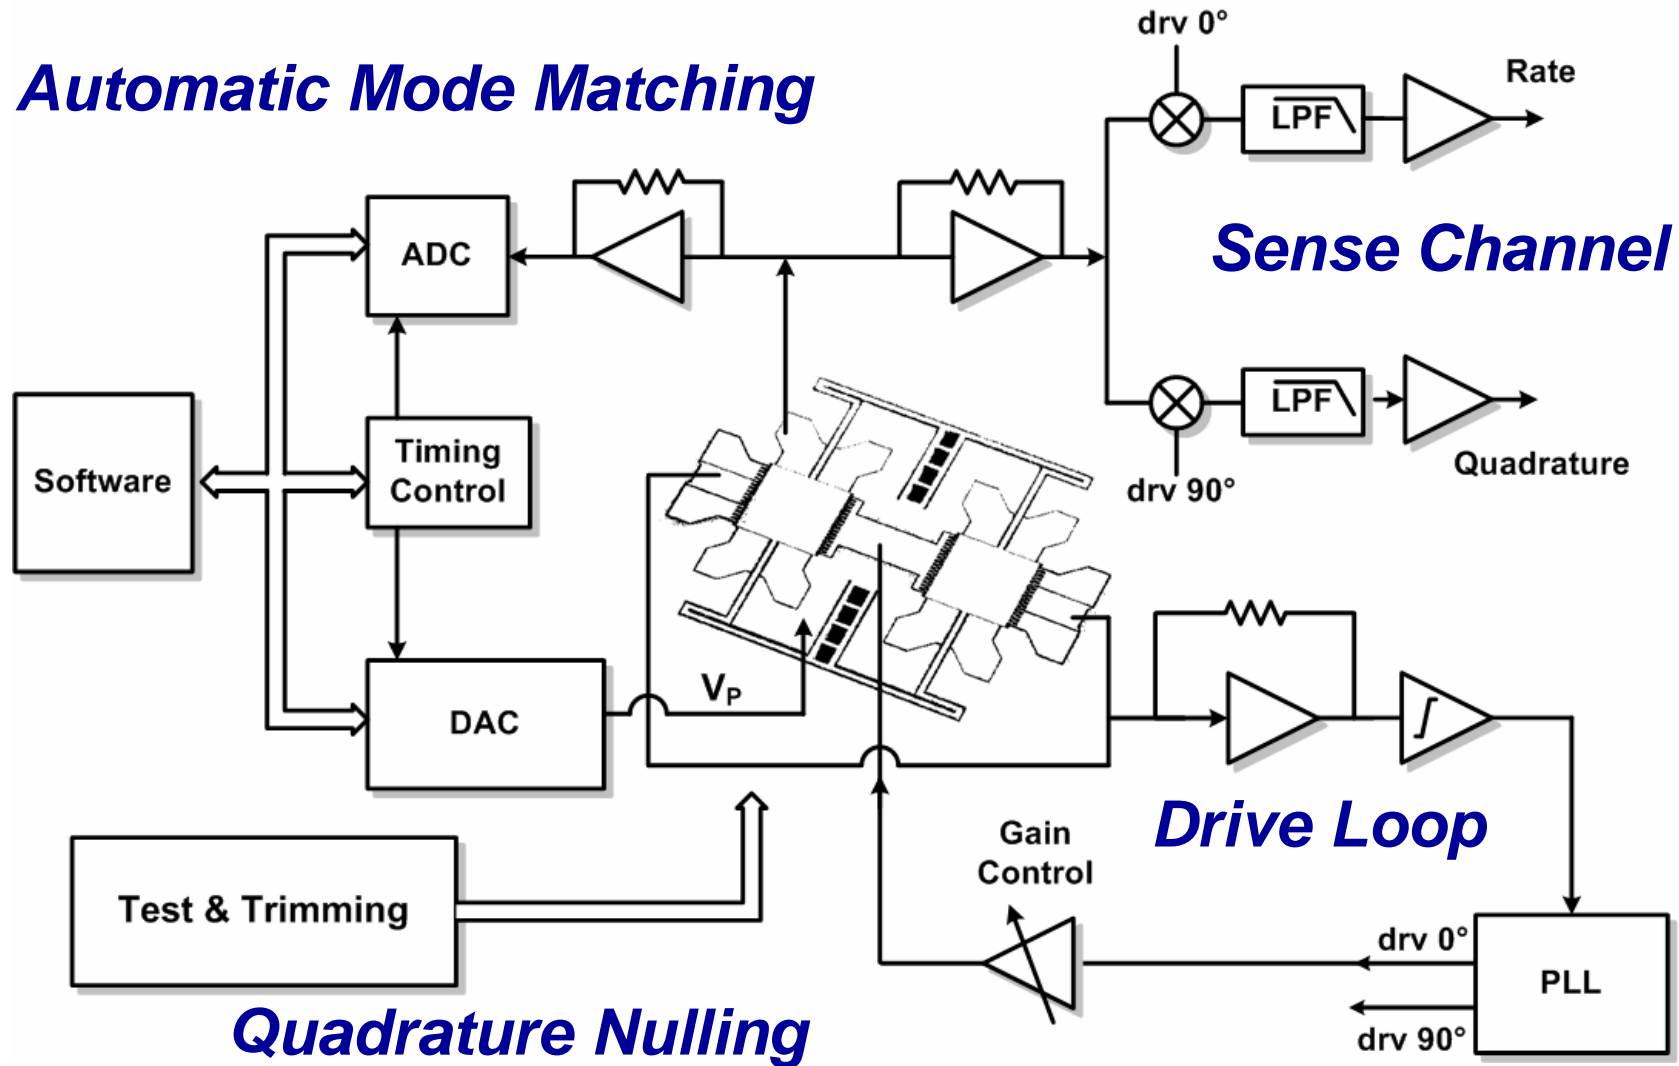 Automatic Mode Matching
drv 0°
Rate
LPF
ADC
Sense Channel
Software
Timing
Control
LPF
Quadrature
drv 90°
DAC
VP
Drive Loop
Gain
Control
Test & Trimming
drv 0°
PLL
drv 90°
Quadrature Nulling